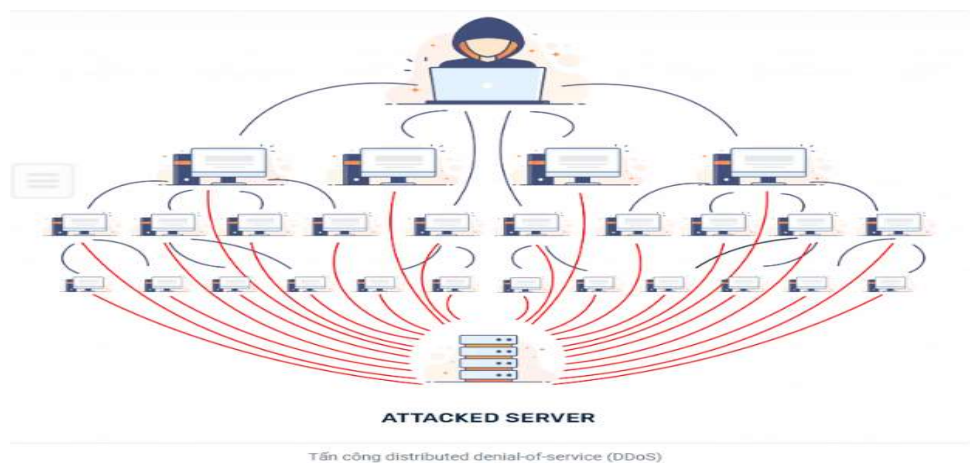 ATTACKED SERVER
Tấn công distributed denial-of-service (DDoS)